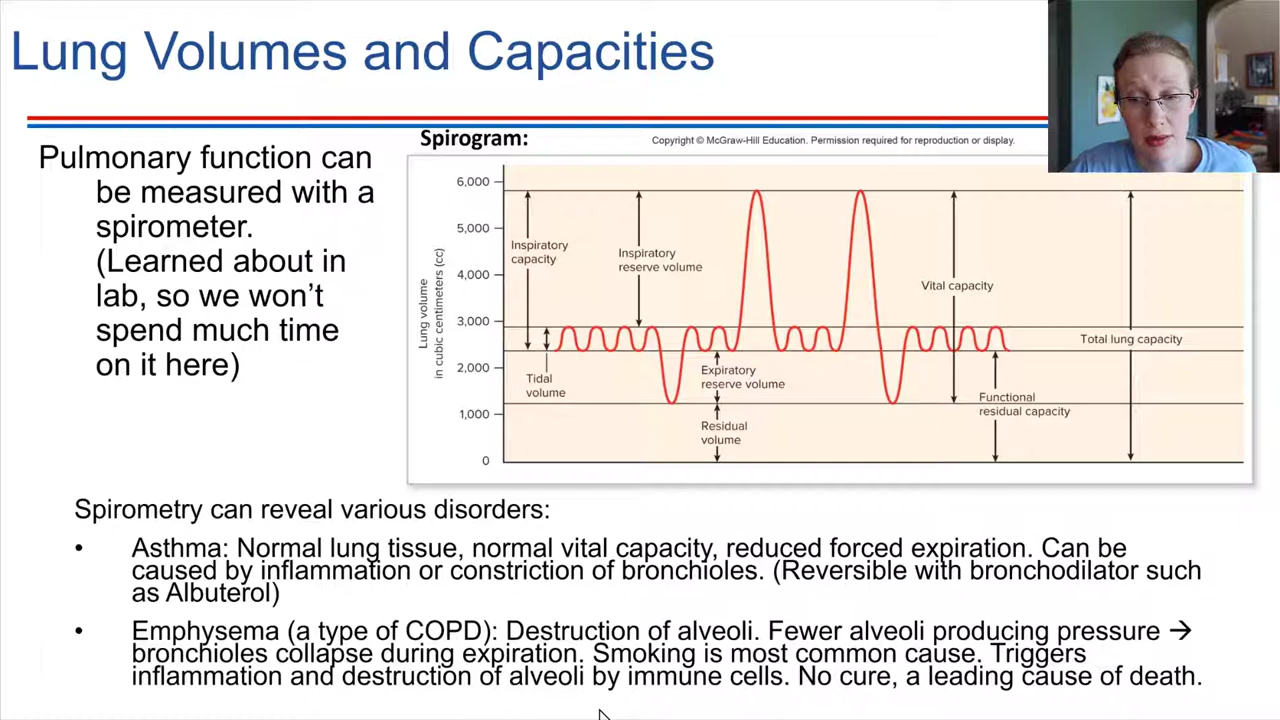 Lung Volumes and Capacities
Pulmonary function can
be measured with a
spirometer.
(Learned about in
lab, so we won't
spend much time
on it here)
Spirogram:
Copyright © McGraw-Hill Education. Permission required for reproduction or display.
Lung volume
in cubic centimeters (cc)
6,000
5,000
4,000
3,000
2,000
1,000
0
Inspiratory
capacity
Inspiratory
reserve volume
Vital capacity
Total lung capacity
Tidal
volume
Expiratory
reserve volume
Functional
residual capacity
Residual
volume
Spirometry can reveal various disorders:
• Asthma: Normal lung tissue, normal vital capacity, reduced forced expiration. Can be
caused by inflammation or constriction of bronchioles. (Reversible with bronchodilator such
as Albuterol)
• Emphysema (a type of COPD): Destruction of alveoli. Fewer alveoli producing pressure →
bronchioles collapse during expiration. Smoking is most common cause. Triggers
inflammation and destruction of alveoli by immune cells. No cure, a leading cause of death.